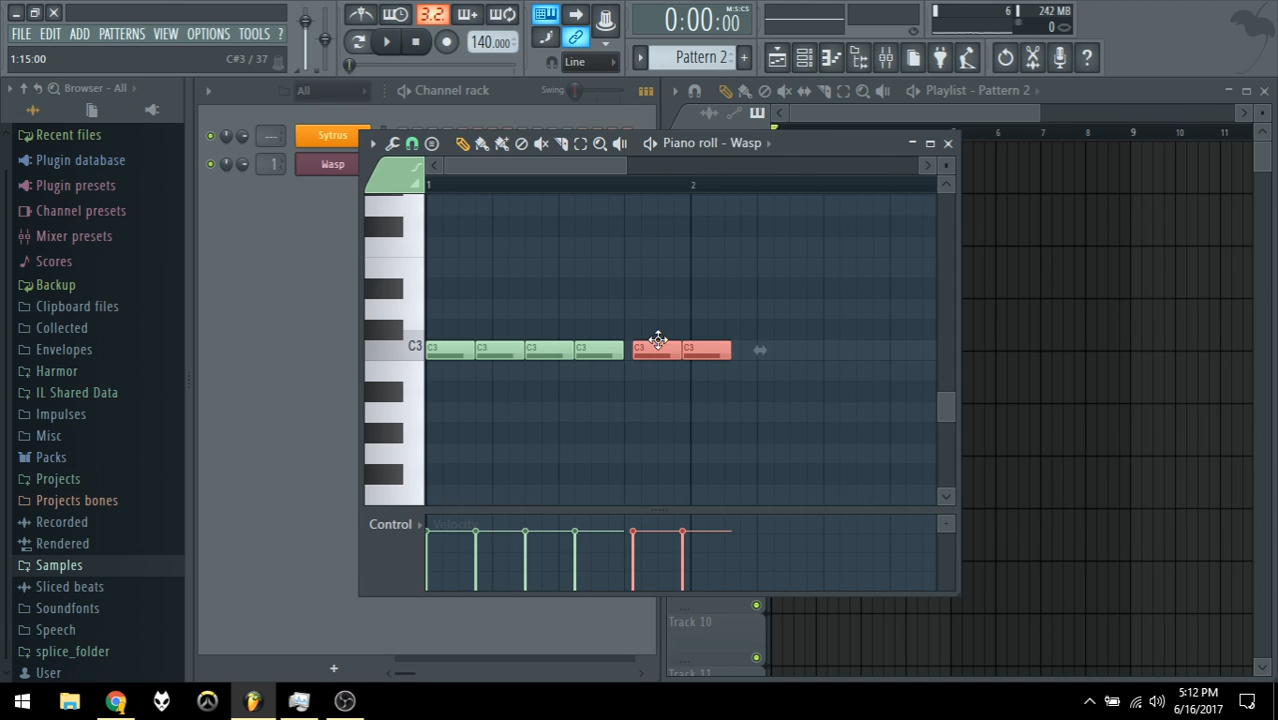 FILE EDIT ADD PATTERNS VIEW OPTIONS TOOLS ?
1:15:00 C#3 / 37
3.2.
140.000
Line
0:00:00
M:S:CS
Pattern 2
6
242 MB
0
Browser - All
Recent files
Plugin database
Plugin presets
Channel presets
Mixer presets
Scores
Backup
Clipboard files
Collected
Envelopes
Harmor
IL Shared Data
Impulses
Misc
Packs
Projects
Projects bones
Recorded
Rendered
Samples
Sliced beats
Soundfonts
Speech
splice_folder
User
All
Channel rack
Swing
--- Sytrus
1 Wasp
Playlist - Pattern 2
6 7 8 9 10 11
Piano roll - Wasp
1 2
C3
C3 C3 C3 C3 C3 C3
Control
Velocity
Track 10
Track 11
5:12 PM
6/16/2017